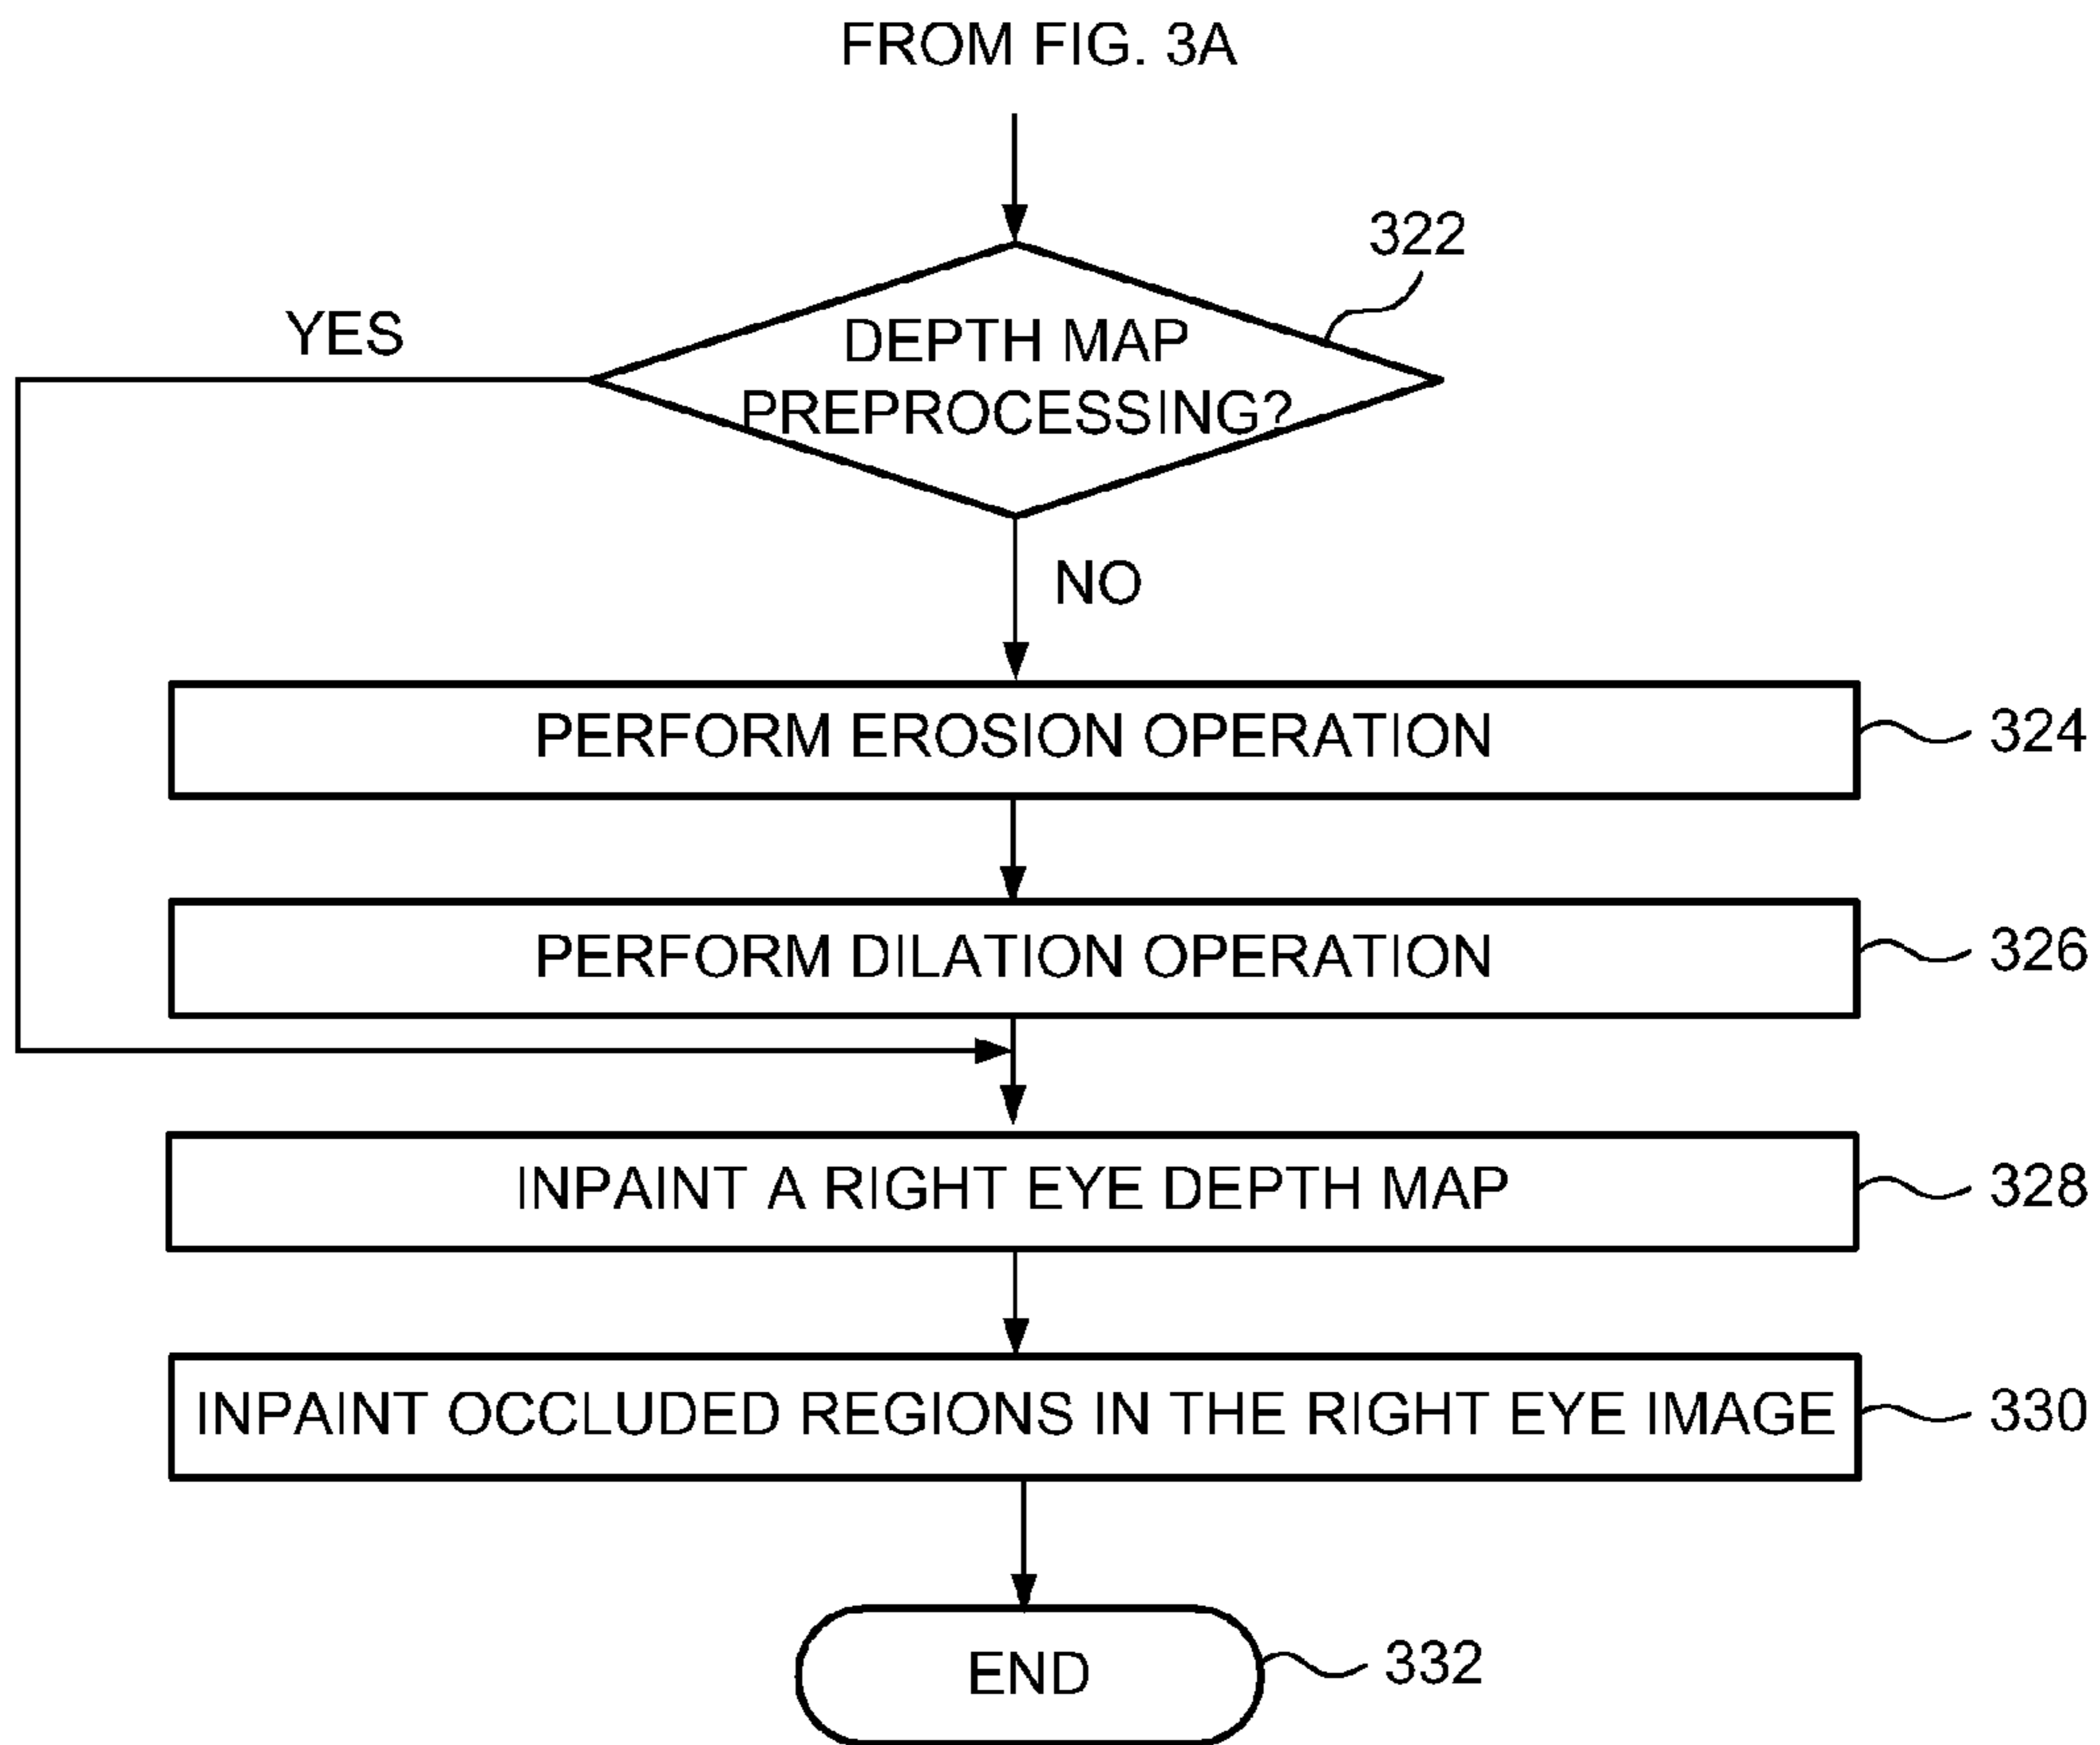 FROM FIG. 3A
322
YES
DEPTH MAP
PREPROCESSING?
NO
PERFORM EROSION OPERATION
324
PERFORM DILATION OPERATION
326
INPAINT A RIGHT EYE DEPTH MAP
328
INPAINT OCCLUDED REGIONS IN THE RIGHT EYE IMAGE
330
END
332